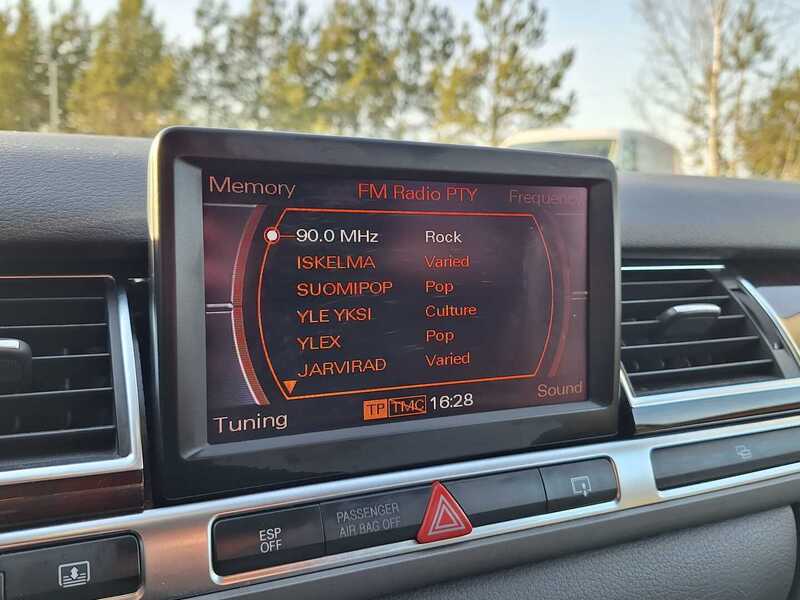 Memory FM Radio PTY Frequency
90.0 MHz Rock
ISKELMA Varied
SUOMIPOP Pop
YLE YKSI Culture
YLEX Pop
JARVIRAD Varied
Tuning TP TMC 16:28 Sound
ESP OFF
PASSENGER
AIR BAG OFF